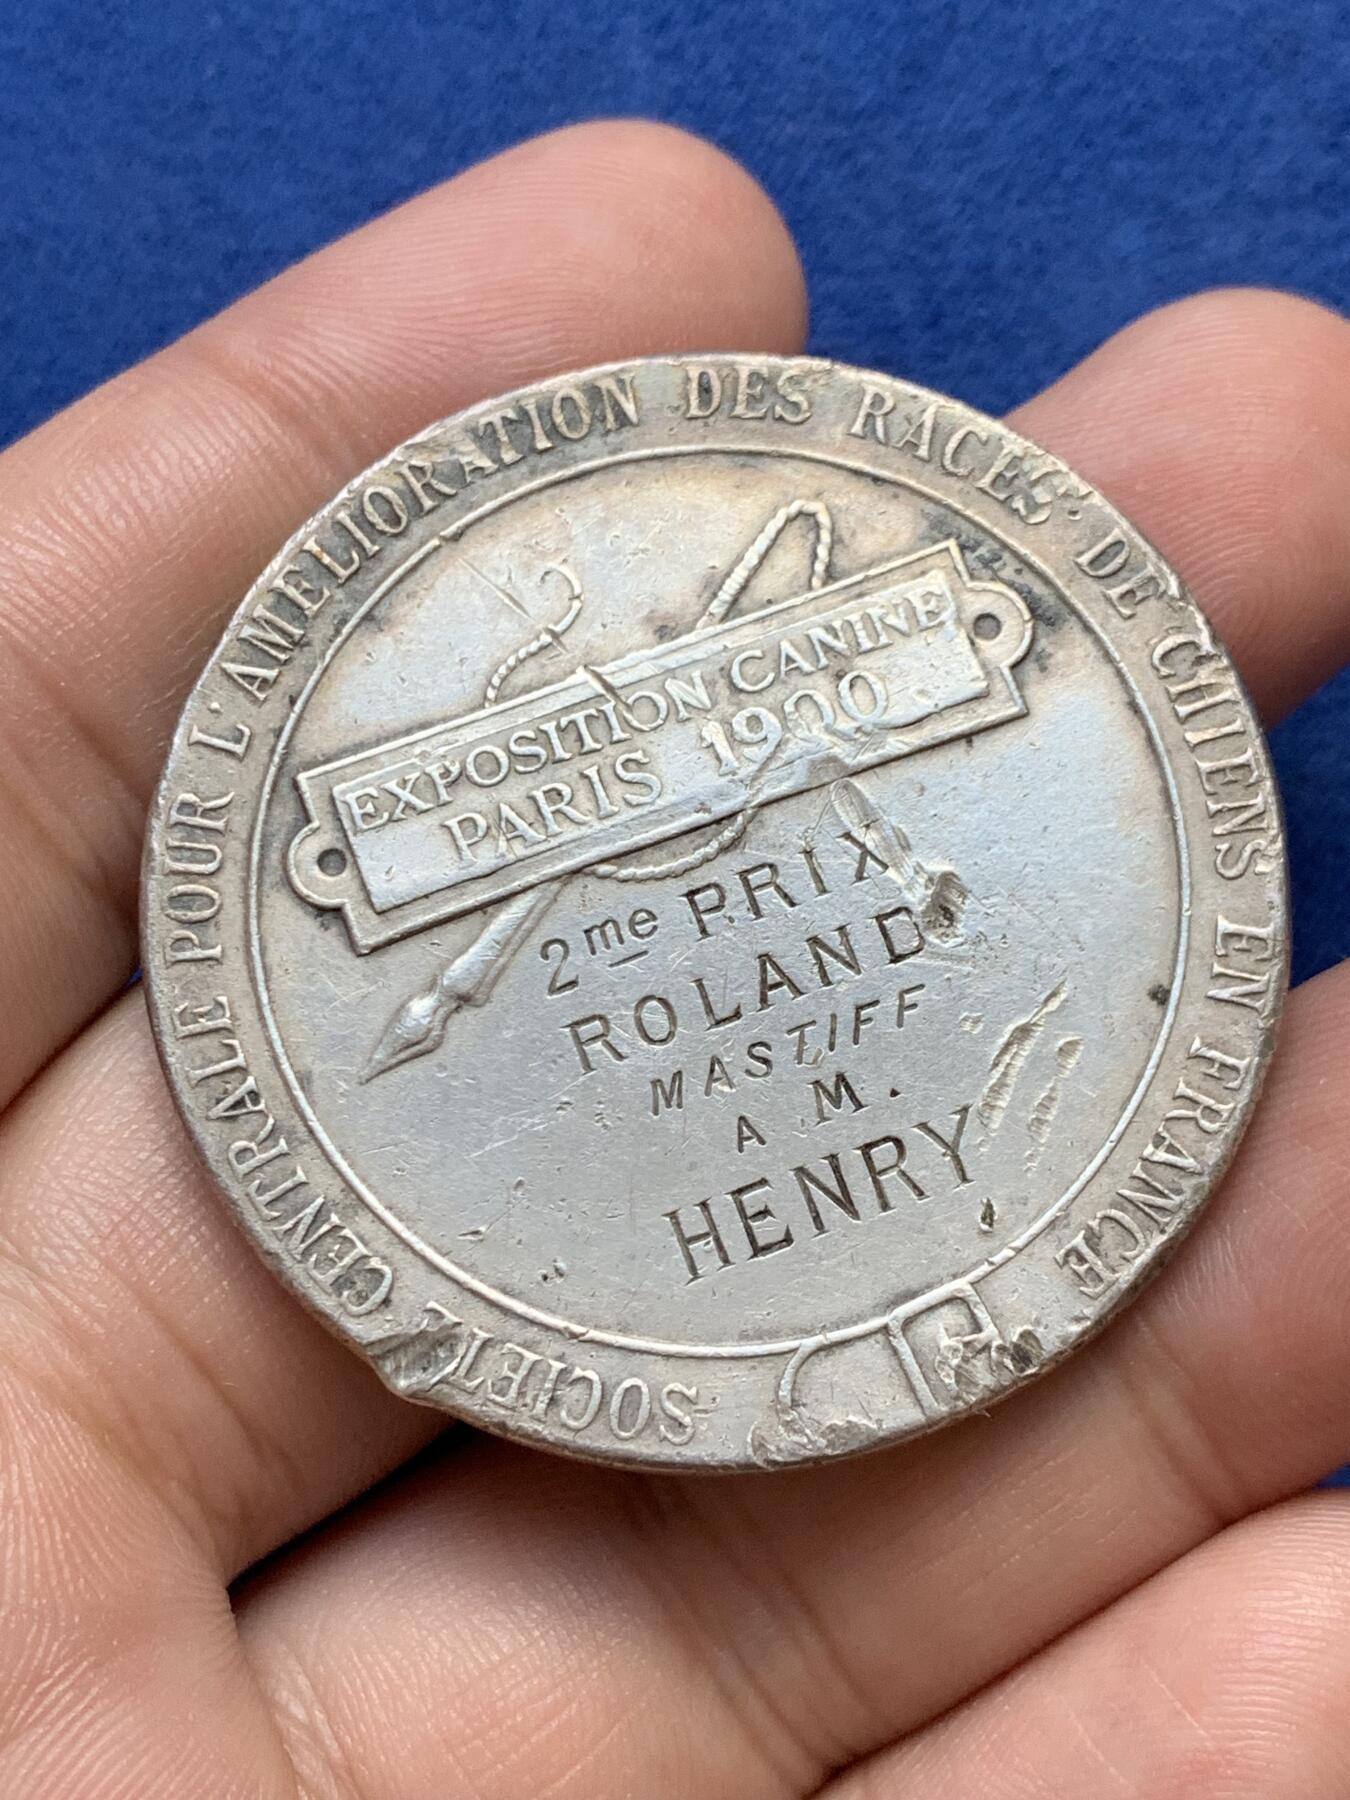 SOCIETE CENTRALE POUR L'AMELIORATION DES RACES DE CHIENS EN FRANCE
EXPOSITION CANINE
PARIS 1900
2me PRIX
ROLAND
MASTIFF
A M.
HENRY